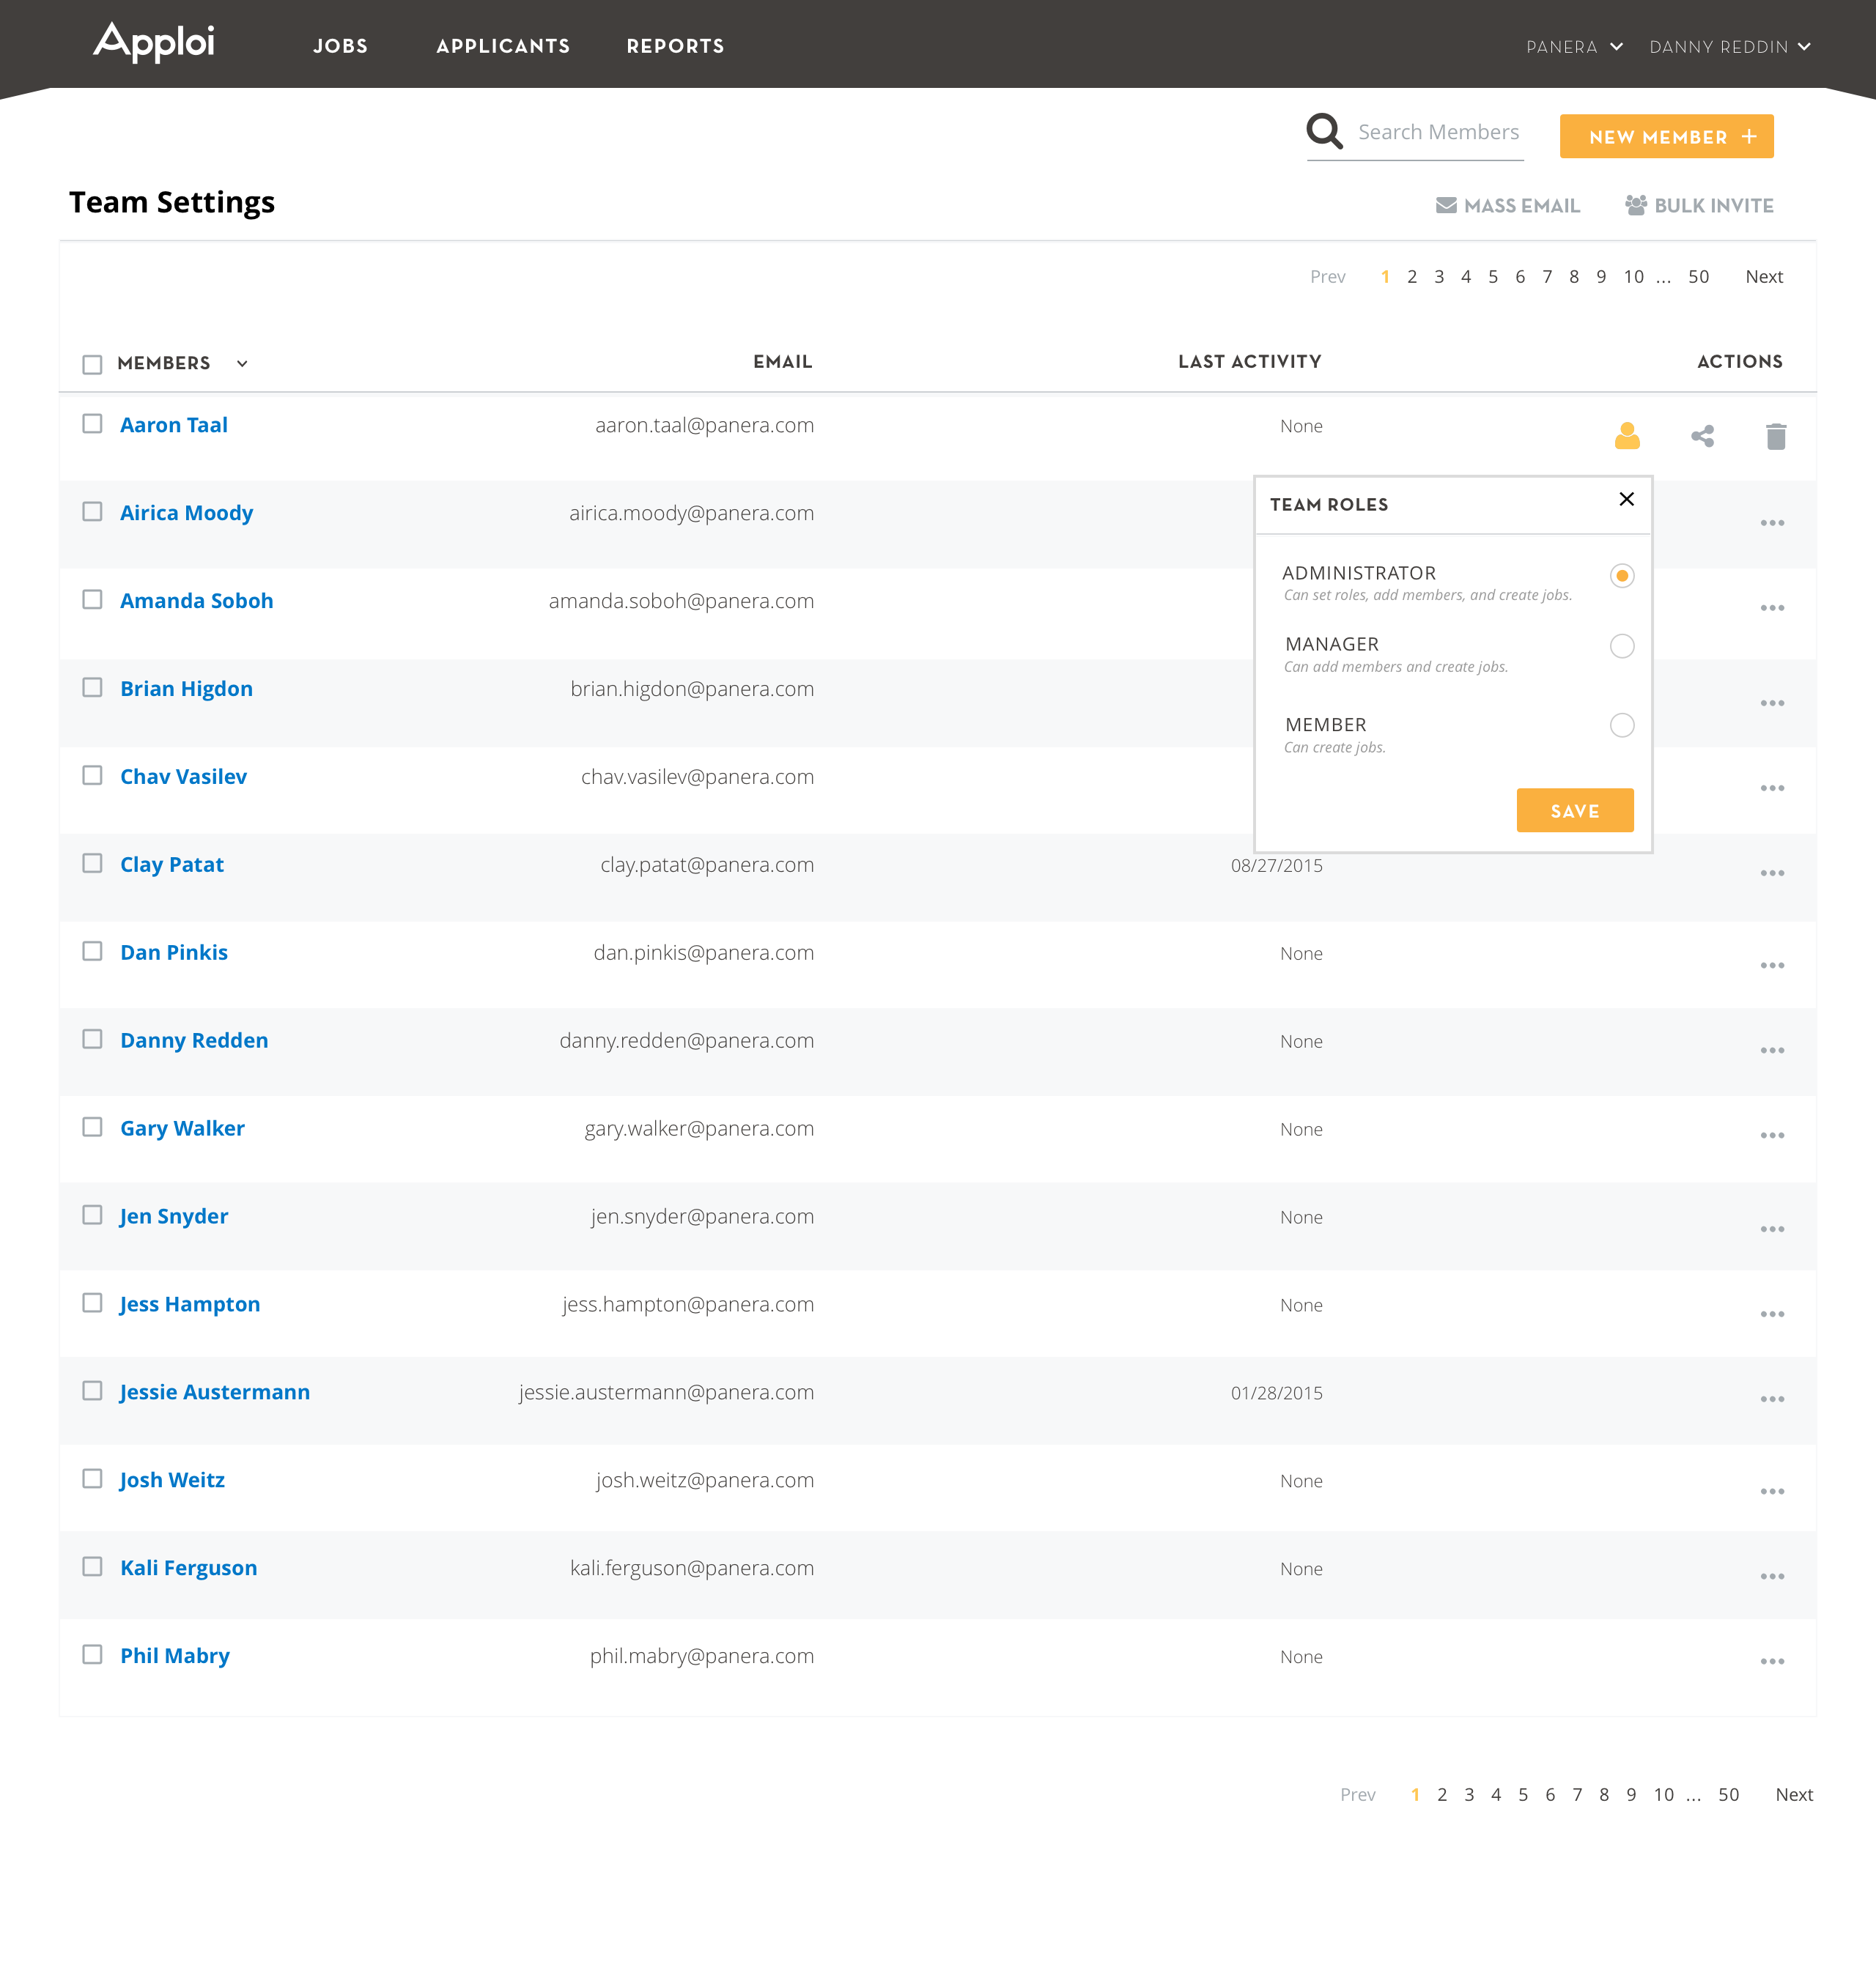 Apploi JOBS APPLICANTS REPORTS PANERA DANNY REDDIN
Search Members NEW MEMBER +
Team Settings MASS EMAIL BULK INVITE
Prev 1 2 3 4 5 6 7 8 9 10 ... 50 Next
MEMBERS EMAIL LAST ACTIVITY ACTIONS
Aaron Taal aaron.taal@panera.com None
Airica Moody airica.moody@panera.com
Amanda Soboh amanda.soboh@panera.com
Brian Higdon brian.higdon@panera.com
Chav Vasilev chav.vasilev@panera.com
TEAM ROLES
ADMINISTRATOR
Can set roles, add members, and create jobs.
MANAGER
Can add members and create jobs.
MEMBER
Can create jobs.
SAVE
Clay Patat clay.patat@panera.com 08/27/2015
Dan Pinkis dan.pinkis@panera.com None
Danny Redden danny.redden@panera.com None
Gary Walker gary.walker@panera.com None
Jen Snyder jen.snyder@panera.com None
Jess Hampton jess.hampton@panera.com None
Jessie Austermann jessie.austermann@panera.com 01/28/2015
Josh Weitz josh.weitz@panera.com None
Kali Ferguson kali.ferguson@panera.com None
Phil Mabry phil.mabry@panera.com None
Prev 1 2 3 4 5 6 7 8 9 10 ... 50 Next